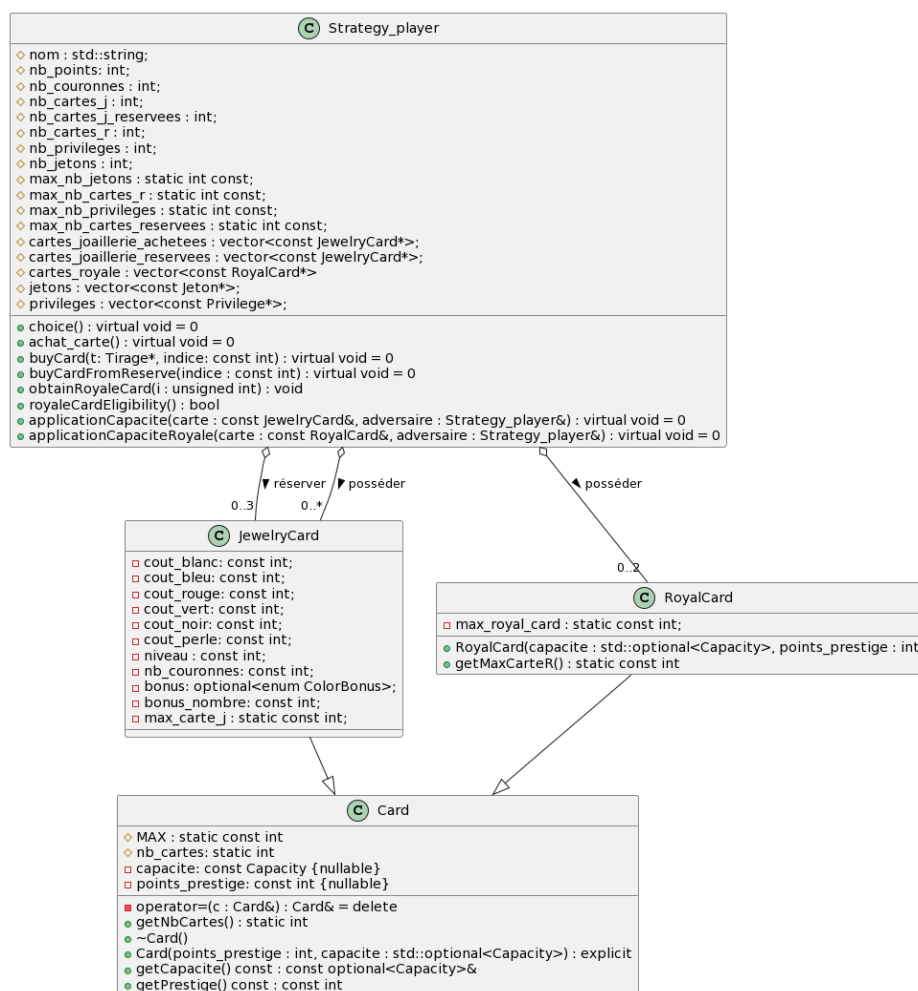 C Strategy_player
nom : std::string;
nb_points: int;
nb_couronnes : int;
nb_cartes_j : int;
nb_cartes_j_reservees : int;
nb_cartes_r : int;
nb_privileges : int;
nb_jetons : int;
max_nb_jetons : static int const;
max_nb_cartes_r : static int const;
max_nb_privileges : static int const;
max_nb_cartes_reservees : static int const;
cartes_joaillerie_achetees : vector<const JewelryCard*>;
cartes_joaillerie_reservees : vector<const JewelryCard*>;
cartes_royale : vector<const RoyalCard*>
jetons : vector<const Jeton*>;
privileges : vector<const Privilege*>;
choice() : virtual void = 0
achat_carte() : virtual void = 0
buyCard(t: Tirage*, indice: const int) : virtual void = 0
buyCardFromReserve(indice : const int) : virtual void = 0
obtainRoyaleCard(i : unsigned int) : void
royaleCardEligibility() : bool
applicationCapacite(carte : const JewelryCard&, adversaire : Strategy_player&) : virtual void = 0
applicationCapaciteRoyale(carte : const RoyalCard&, adversaire : Strategy_player&) : virtual void = 0
réserver
posséder
posséder
0..3
0..*
0..2
C JewelryCard
cout_blanc: const int;
cout_bleu: const int;
cout_rouge: const int;
cout_vert: const int;
cout_noir: const int;
cout_perle: const int;
niveau : const int;
nb_couronnes: const int;
bonus: optional<enum ColorBonus>;
bonus_nombre: const int;
max_carte_j : static const int;
C RoyalCard
max_royal_card : static const int;
RoyalCard(capacite : std::optional<Capacity>, points_prestige : int
getMaxCarteR() : static const int
C Card
MAX : static const int
nb_cartes: static int
capacite: const Capacity {nullable}
points_prestige: const int {nullable}
operator=(c : Card&) : Card& = delete
getNbCartes() : static int
~Card()
Card(points_prestige : int, capacite : std::optional<Capacity>) : explicit
getCapacite() const : const optional<Capacity>&
getPrestige() const : const int